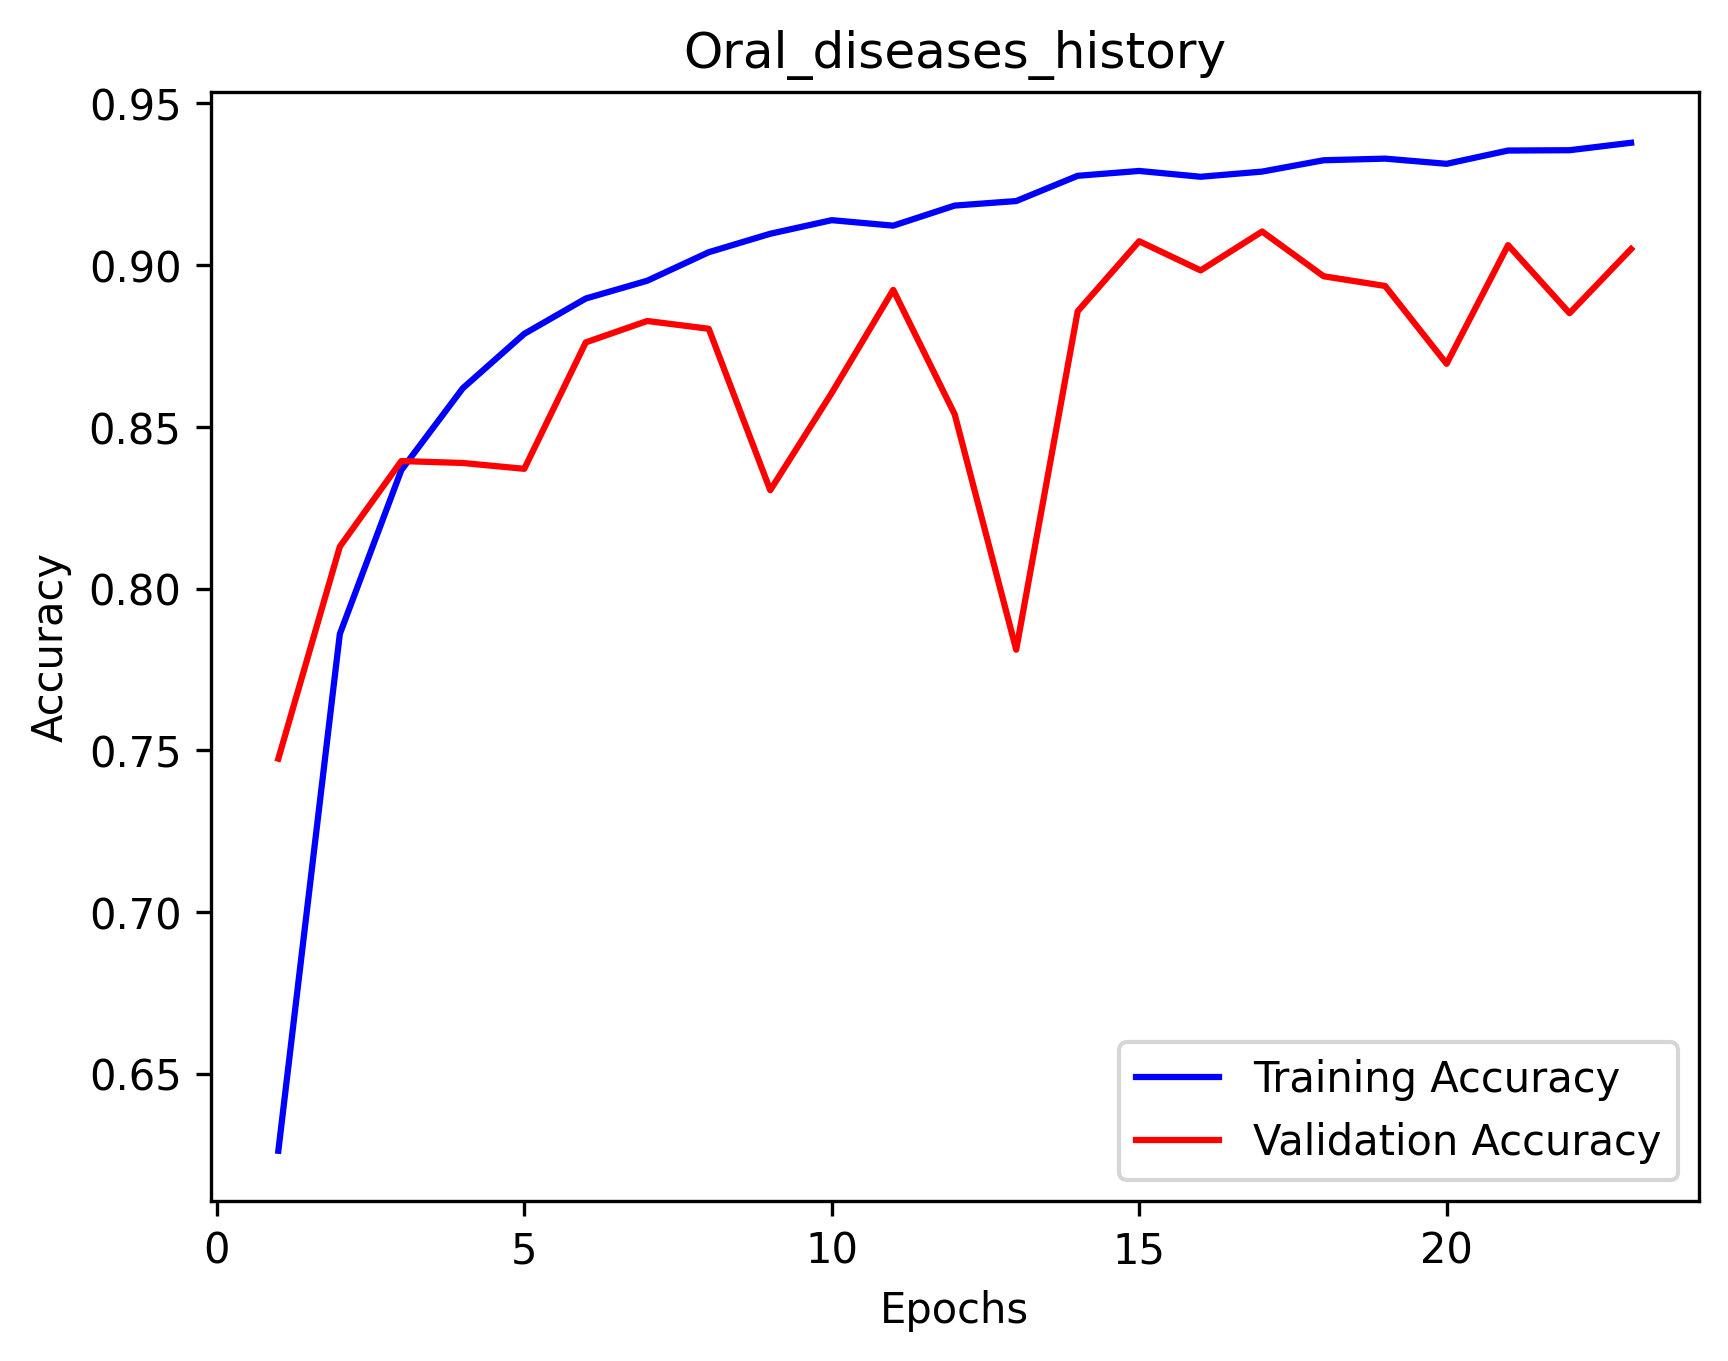 Oral_diseases_history
0.95
0.90
0.85
0.80
0.75
0.70
0.65
Accuracy
Training Accuracy
Validation Accuracy
0 5 10 15 20
Epochs